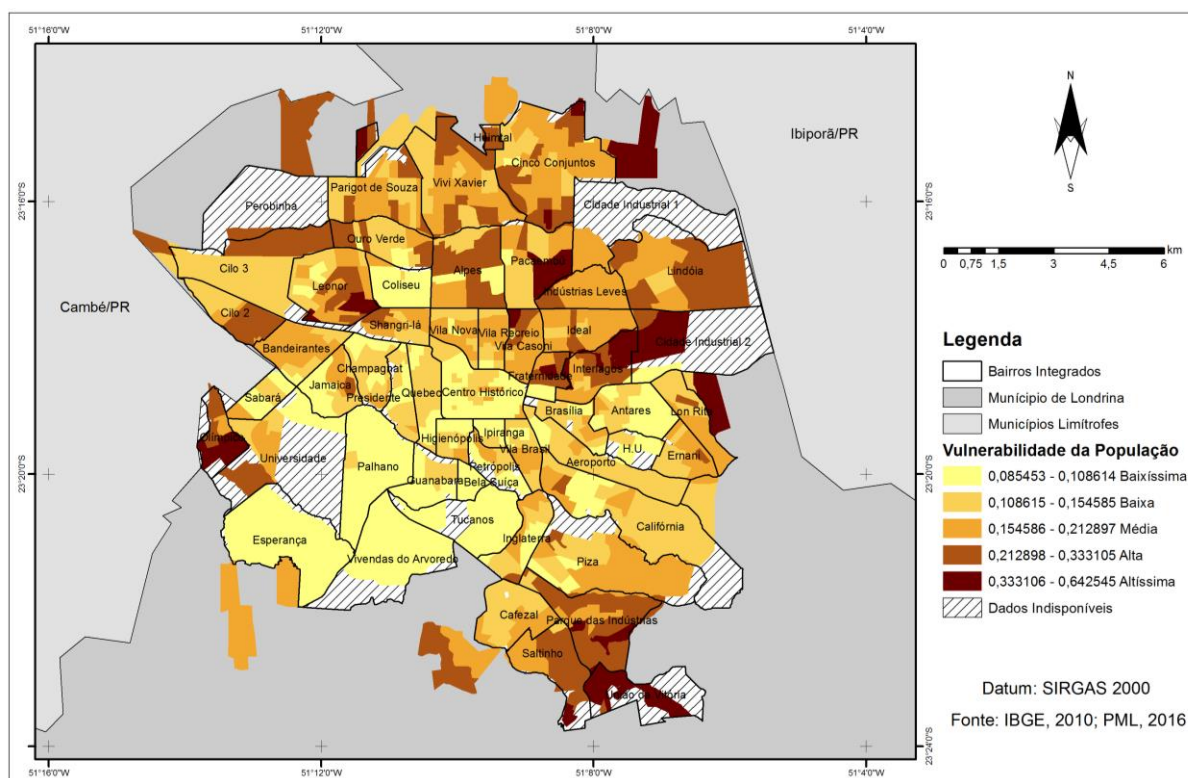 51°16'0"W
51°12'0"W
51°8'0"W
51°4'0"W
23°16'0"S
23°20'0"S
23°24'0"S
Ibiporã/PR
Cambé/PR
Heimtal
Cinco Conjuntos
Parigot de Souza
Vivi Xavier
Perobinha
Cidade Industrial 1
Ouro Verde
Cilo 3
Leonor
Coliseu
Alpes
Pacaembú
Lindóia
Indústrias Leves
Cilo 2
Shangri-lá
Vila Nova
Vila Recreio
Vila Casoni
Ideal
Cidade Industrial 2
Bandeirantes
Champagnat
Fraternidade
Interlagos
Sabará
Jamaica
Presidente
Quebec
Centro Histórico
Brasília
Antares
Lon Rita
Olímpico
Universidade
Palhano
Higienópolis
Ipiranga
Vila Brasil
Aeroporto
H.U.
Ernani
Guanabara
Petrópolis
Bela Suíça
Tucanos
Califórnia
Esperança
Vivendas do Arvoredo
Inglaterra
Piza
Cafezal
Parque das Indústrias
Saltinho
União da Vitória
51°16'0"W
51°12'0"W
51°8'0"W
51°4'0"W
23°16'0"S
23°20'0"S
23°24'0"S
N
S
km
0 0,75 1,5 3 4,5 6
Legenda
Bairros Integrados
Município de Londrina
Municípios Limítrofes
Vulnerabilidade da População
0,085453 - 0,108614 Baixíssima
0,108615 - 0,154585 Baixa
0,154586 - 0,212897 Média
0,212898 - 0,333105 Alta
0,333106 - 0,642545 Altíssima
Dados Indisponíveis
Datum: SIRGAS 2000
Fonte: IBGE, 2010; PML, 2016